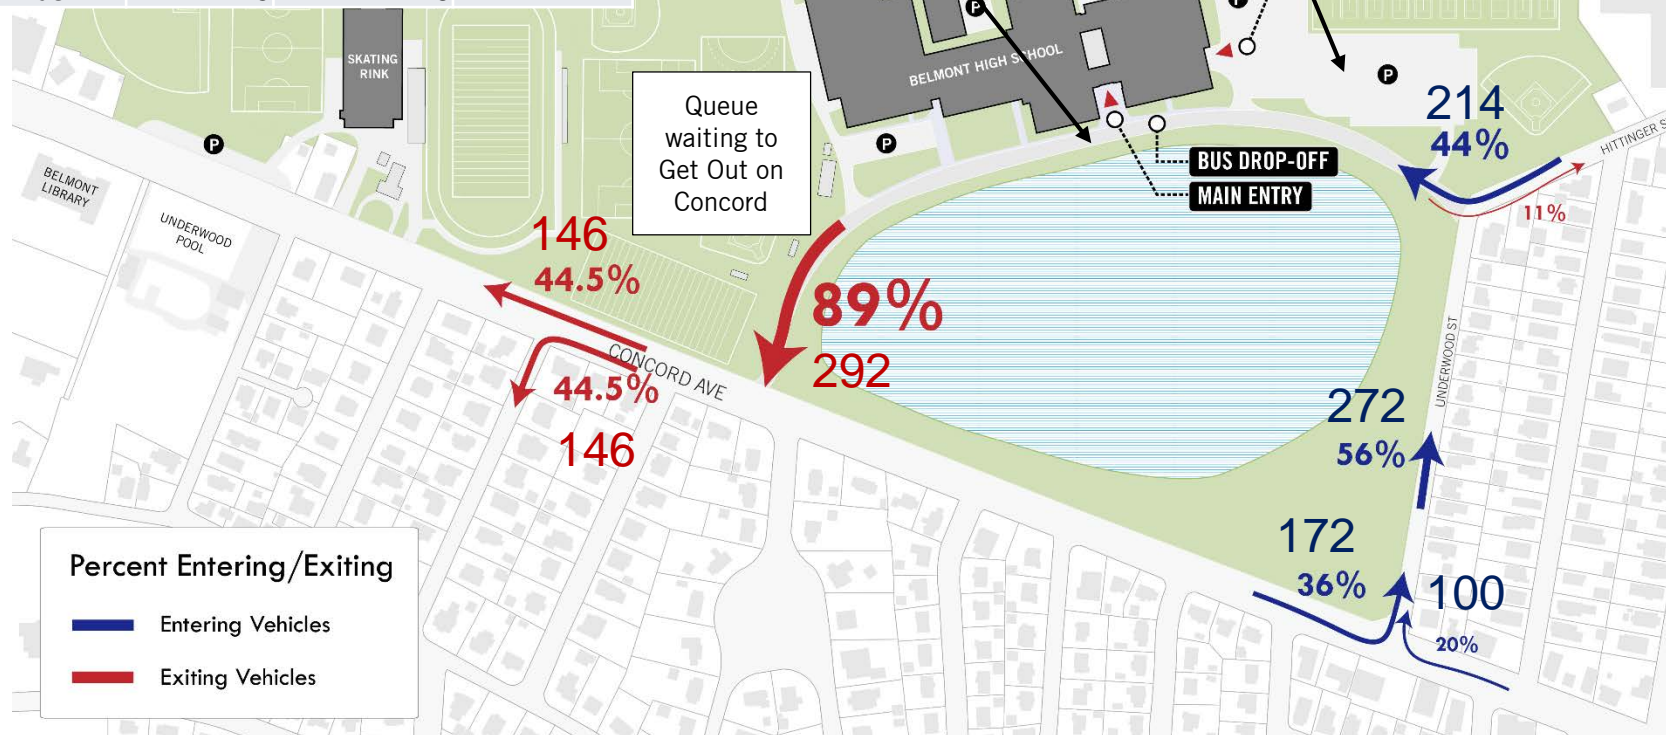 P
P
SKATING
RINK
BELMONT HIGH SCHOOL
P
Queue
waiting to
Get Out on
Concord
214
44%
HITTINGER S
P
P
BUS DROP-OFF
MAIN ENTRY
BELMONT
LIBRARY
UNDERWOOD
POOL
11%
146
44.5%
89%
292
CONCORD AVE
44.5%
146
UNDERWOOD ST
272
56%
172
36%
100
20%
Percent Entering/Exiting
Entering Vehicles
Exiting Vehicles